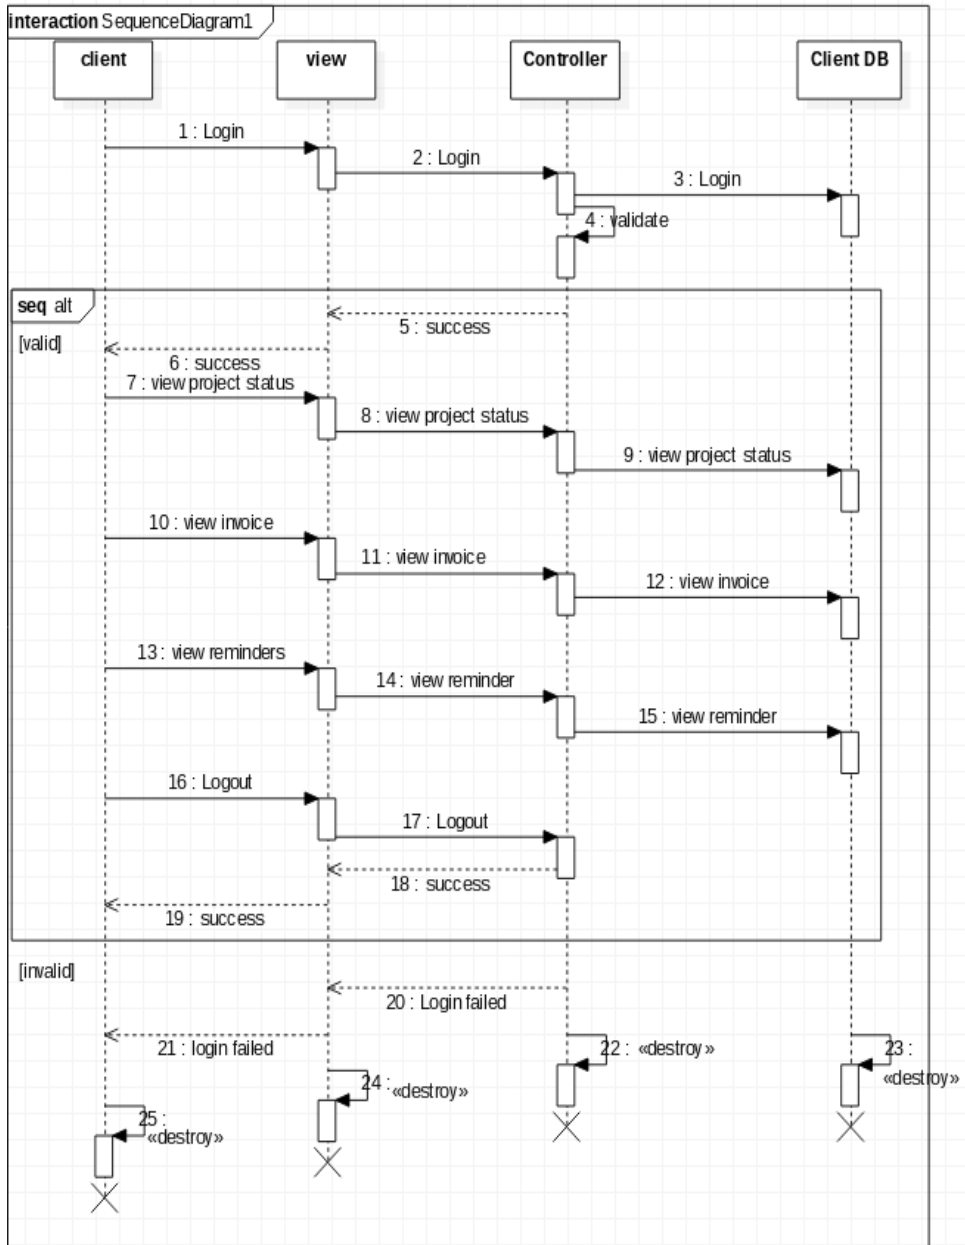 interaction SequenceDiagram1
client view Controller Client DB
1 : Login
2 : Login
3 : Login
4 : validate
seq alt
5 : success
[valid]
6 : success
7 : view project status
8 : view project status
9 : view project status
10 : view invoice
11 : view invoice
12 : view invoice
13 : view reminders
14 : view reminder
15 : view reminder
16 : Logout
17 : Logout
18 : success
19 : success
[invalid]
20 : Login failed
21 : login failed
22 : «destroy»
23 :
«destroy»
24 :
«destroy»
25 :
«destroy»